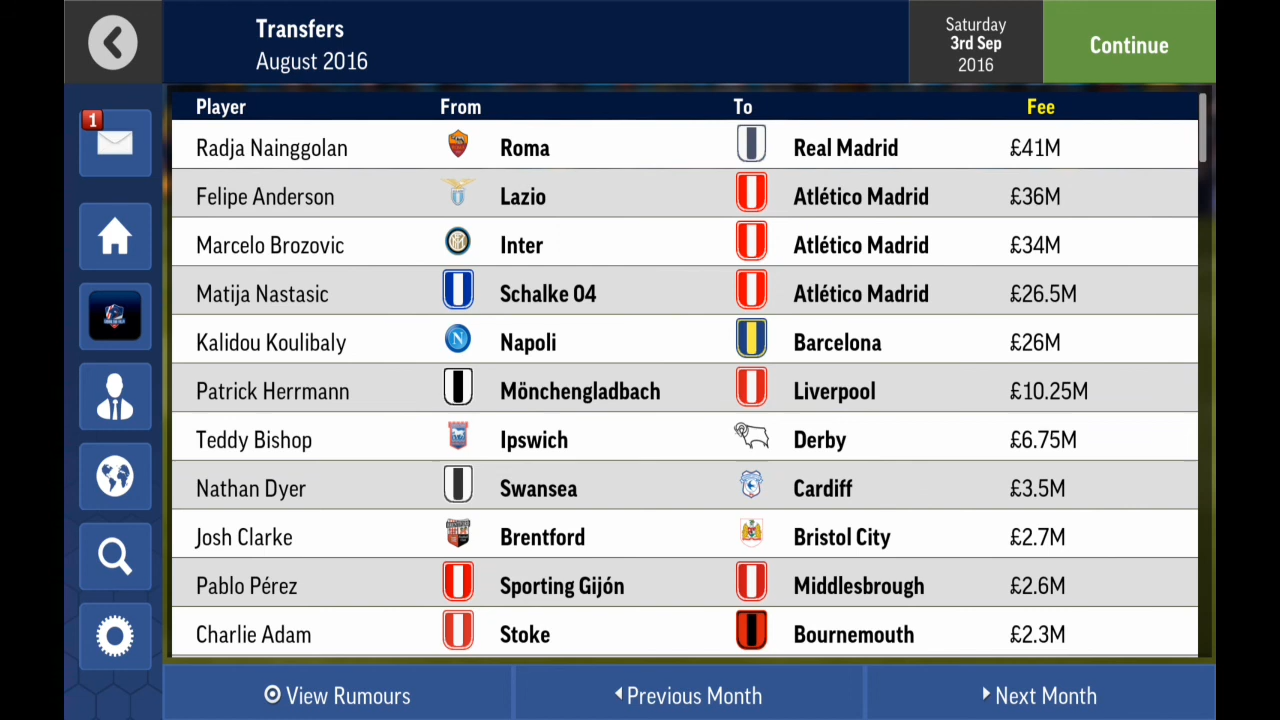 Transfers
August 2016
Saturday
3rd Sep
2016
Continue
1
Player From To Fee
Radja Nainggolan Roma Real Madrid £41M
Felipe Anderson Lazio Atlético Madrid £36M
Marcelo Brozovic Inter Atlético Madrid £34M
Matija Nastasic Schalke 04 Atlético Madrid £26.5M
Kalidou Koulibaly Napoli Barcelona £26M
Patrick Herrmann Mönchengladbach Liverpool £10.25M
Teddy Bishop Ipswich Derby £6.75M
Nathan Dyer Swansea Cardiff £3.5M
Josh Clarke Brentford Bristol City £2.7M
Pablo Pérez Sporting Gijón Middlesbrough £2.6M
Charlie Adam Stoke Bournemouth £2.3M
View Rumours Previous Month Next Month